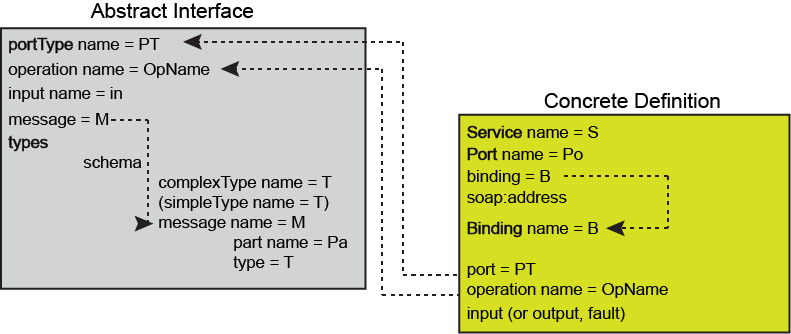 Abstract Interface
portType name = PT
operation name = OpName
input name = in
message = M
types
schema
complexType name = T
(simpleType name = T)
message name = M
part name = Pa
type = T
Concrete Definition
Service name = S
Port name = Po
binding = B
soap:address
Binding name = B
port = PT
operation name = OpName
input (or output, fault)